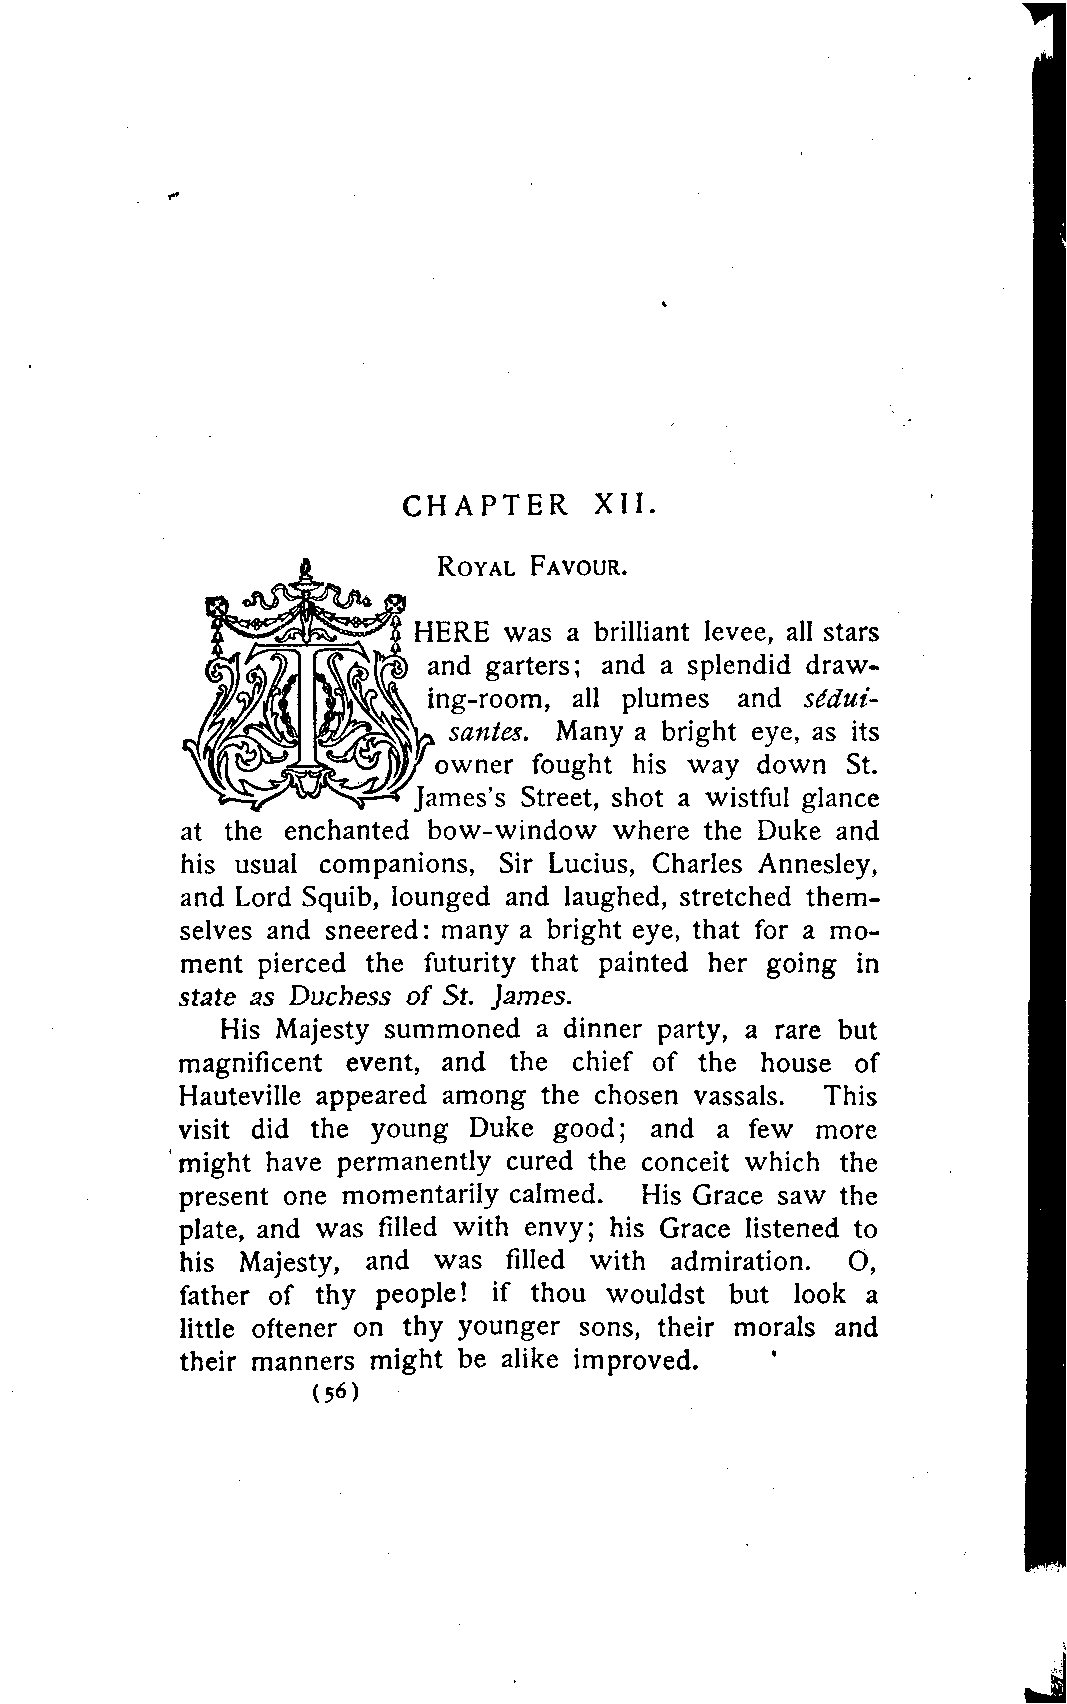 CHAPTER XII.
ROYAL FAVOUR.
THERE was a brilliant levee, all stars
and garters; and a splendid draw-
ing-room, all plumes and sédui-
santes. Many a bright eye, as its
owner fought his way down St.
James's Street, shot a wistful glance
at the enchanted bow-window where the Duke and
his usual companions, Sir Lucius, Charles Annesley,
and Lord Squib, lounged and laughed, stretched them-
selves and sneered: many a bright eye, that for a mo-
ment pierced the futurity that painted her going in
state as Duchess of St. James.
His Majesty summoned a dinner party, a rare but
magnificent event, and the chief of the house of
Hauteville appeared among the chosen vassals. This
visit did the young Duke good; and a few more
might have permanently cured the conceit which the
present one momentarily calmed. His Grace saw the
plate, and was filled with envy; his Grace listened to
his Majesty, and was filled with admiration. O,
father of thy people! if thou wouldst but look a
little oftener on thy younger sons, their morals and
their manners might be alike improved.
(56)